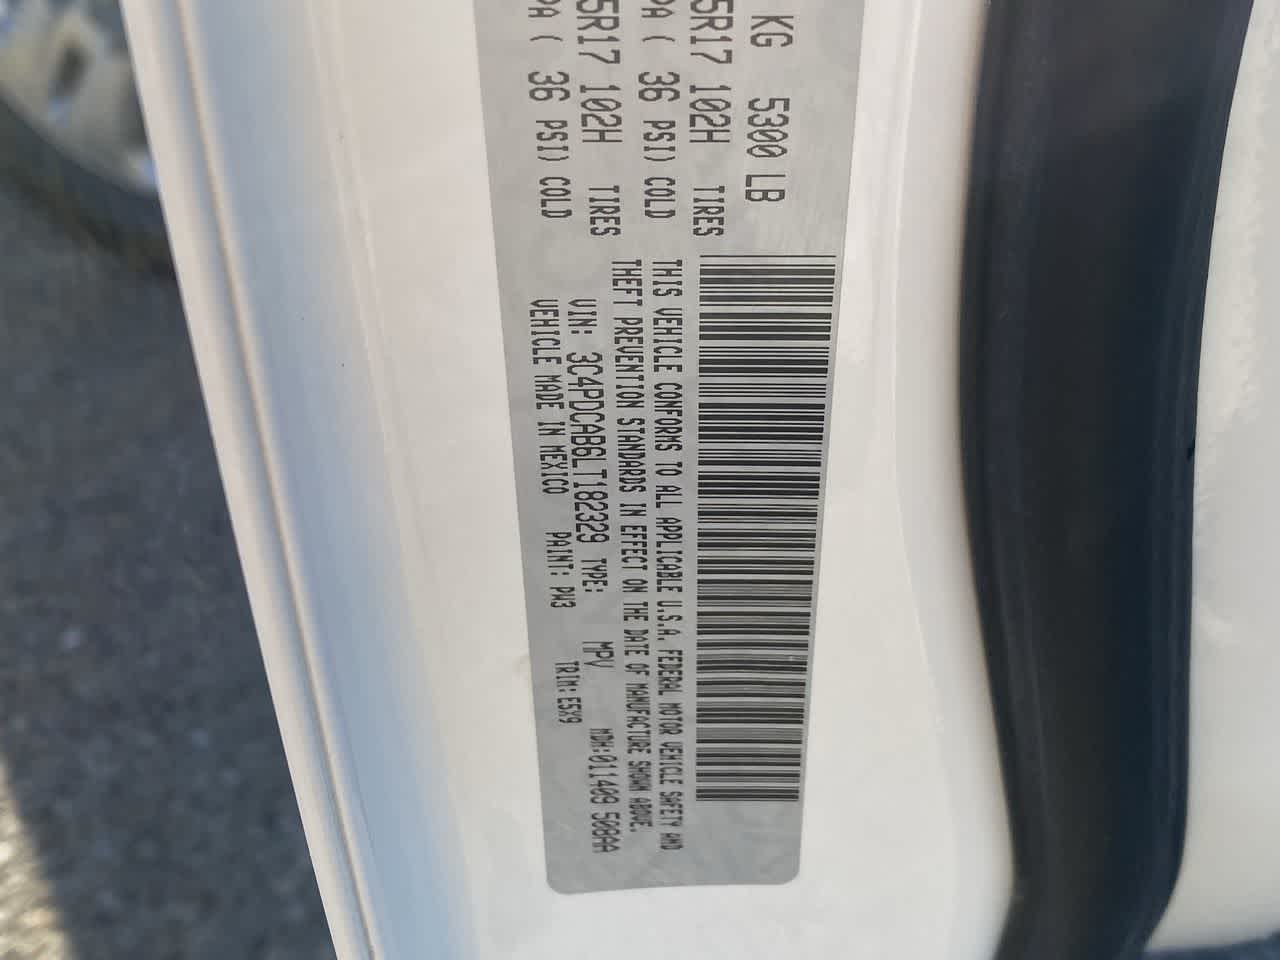 KG 5300 LB
5R17 102H TIRES
PA ( 36 PSI) COLD
5R17 102H TIRES
PA ( 36 PSI) COLD
THIS VEHICLE CONFORMS TO ALL APPLICABLE U.S.A. FEDERAL MOTOR VEHICLE SAFETY AND
THEFT PREVENTION STANDARDS IN EFFECT ON THE DATE OF MANUFACTURE SHOWN ABOVE.
VIN: 3C4PDCAB6LT182329 TYPE: MPV MDH:011409 508AA
VEHICLE MADE IN MEXICO PAINT: PW3 TRIM: E5X9